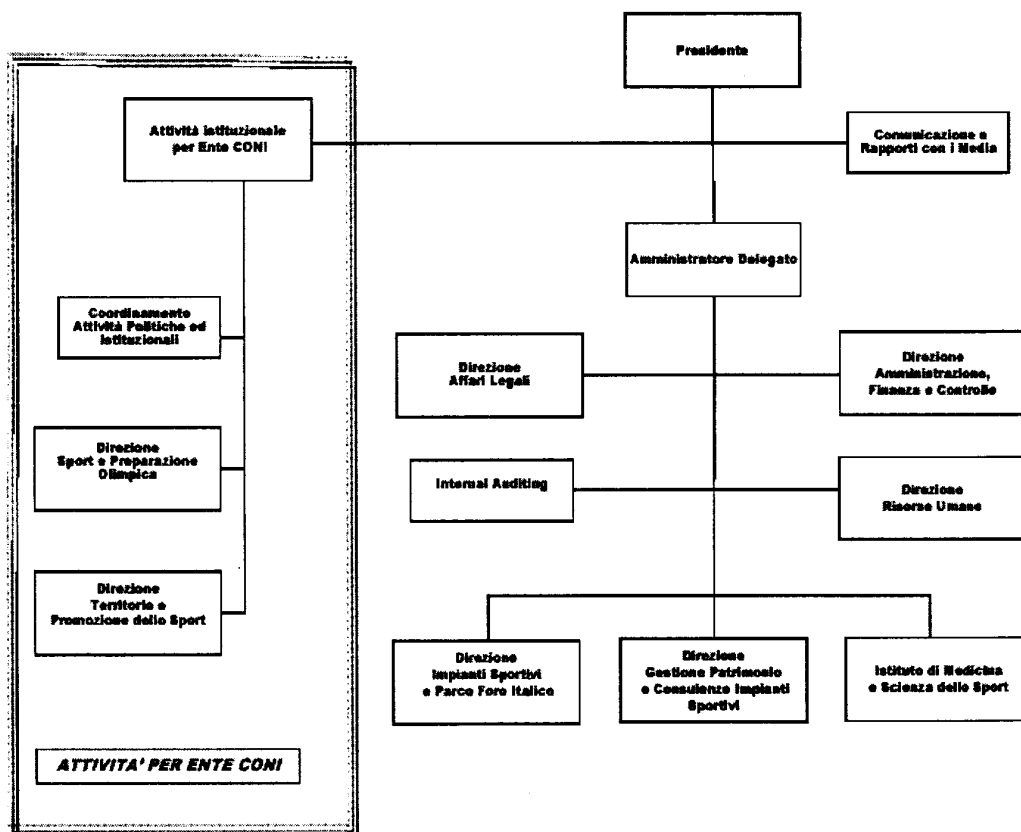 Presidente
Attività istituzionale
per Ente CONI
Comunicazione e
Rapporti con i Media
Amministratore Delegato
Coordinamento
Attività Politiche ed
Istituzionali
Direzione
Affari Legali
Direzione
Amministrazione,
Finanza e Controllo
Direzione
Sport e Preparazione
Olimpica
Internal Auditing
Direzione
Risorse Umane
Direzione
Territorio e
Promozione dello Sport
Direzione
Impianti Sportivi
e Parco Foro Italico
Direzione
Gestione Patrimonio
e Consulenze Impianti
Sportivi
Istituto di Medicina
e Scienza dello Sport
ATTIVITA' PER ENTE CONI